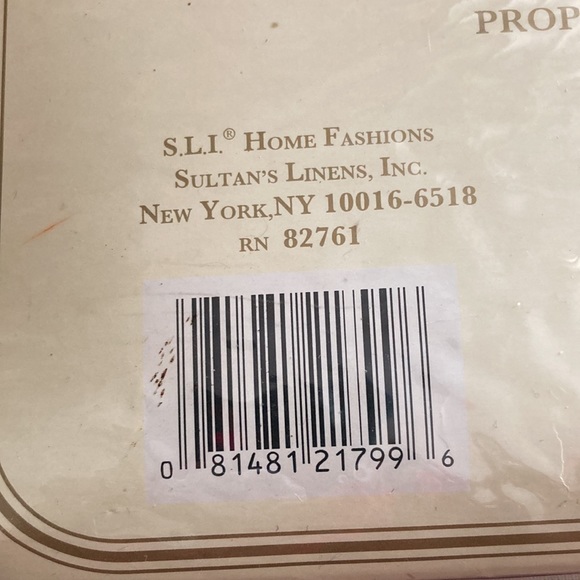 PROP
S.L.I.® HOME FASHIONS
SULTAN'S LINENS, INC.
NEW YORK,NY 10016-6518
RN 82761
0 81481 21799 6